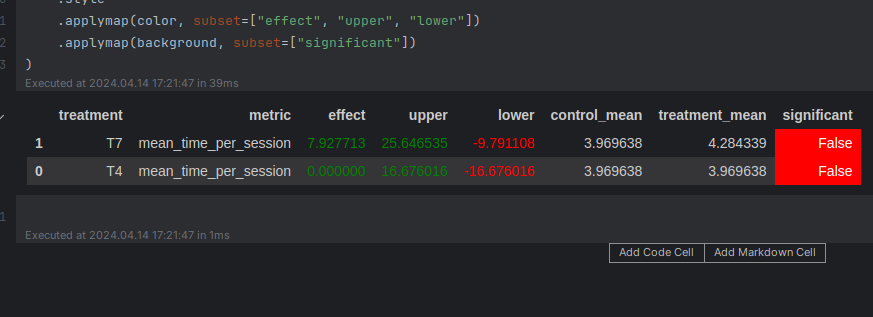 .style
1 .applymap(color, subset=["effect", "upper", "lower"])
2 .applymap(background, subset=["significant"])
3 )
Executed at 2024.04.14 17:21:47 in 39ms
treatment metric effect upper lower control_mean treatment_mean significant
1 T7 mean_time_per_session 7.927713 25.646535 -9.791108 3.969638 4.284339 False
0 T4 mean_time_per_session 0.000000 16.676016 -16.676016 3.969638 3.969638 False
1
Executed at 2024.04.14 17:21:47 in 1ms
Add Code Cell Add Markdown Cell